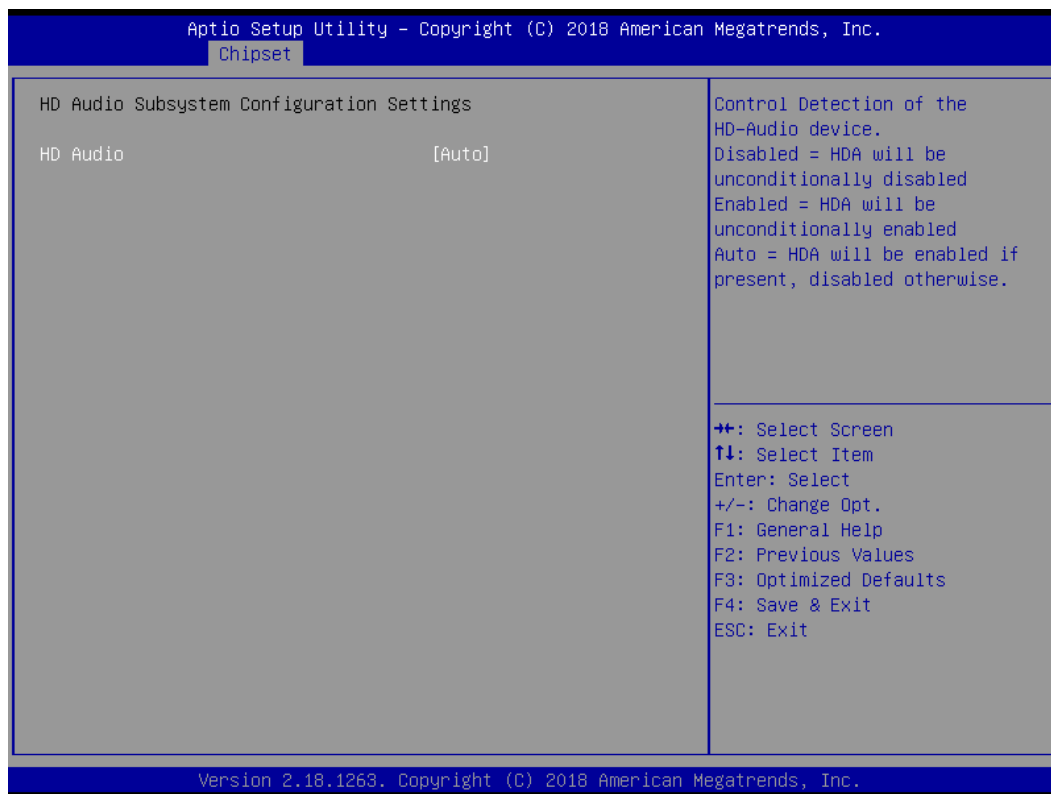 Aptio Setup Utility – Copyright (C) 2018 American Megatrends, Inc.
Chipset
HD Audio Subsystem Configuration Settings
HD Audio [Auto]
Control Detection of the
HD-Audio device.
Disabled = HDA will be
unconditionally disabled
Enabled = HDA will be
unconditionally enabled
Auto = HDA will be enabled if
present, disabled otherwise.
→←: Select Screen
↑↓: Select Item
Enter: Select
+/-: Change Opt.
F1: General Help
F2: Previous Values
F3: Optimized Defaults
F4: Save & Exit
ESC: Exit
Version 2.18.1263. Copyright (C) 2018 American Megatrends, Inc.